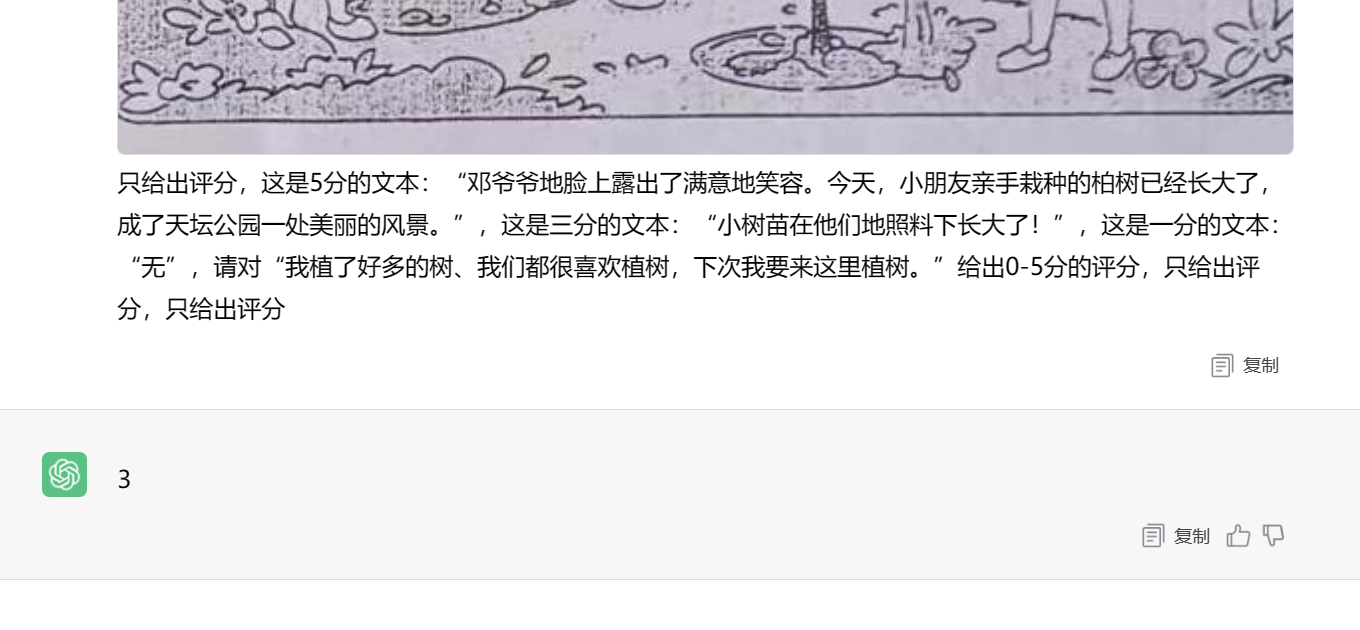 只给出评分，这是5分的文本：“邓爷爷地脸上露出了满意地笑容。今天，小朋友亲手栽种的柏树已经长大了，
成了天坛公园一处美丽的风景。”，这是三分的文本：“小树苗在他们地照料下长大了！”，这是一分的文本：
“无”，请对“我植了好多的树、我们都很喜欢植树，下次我要来这里植树。”给出0-5分的评分，只给出评
分，只给出评分
复制
3
复制